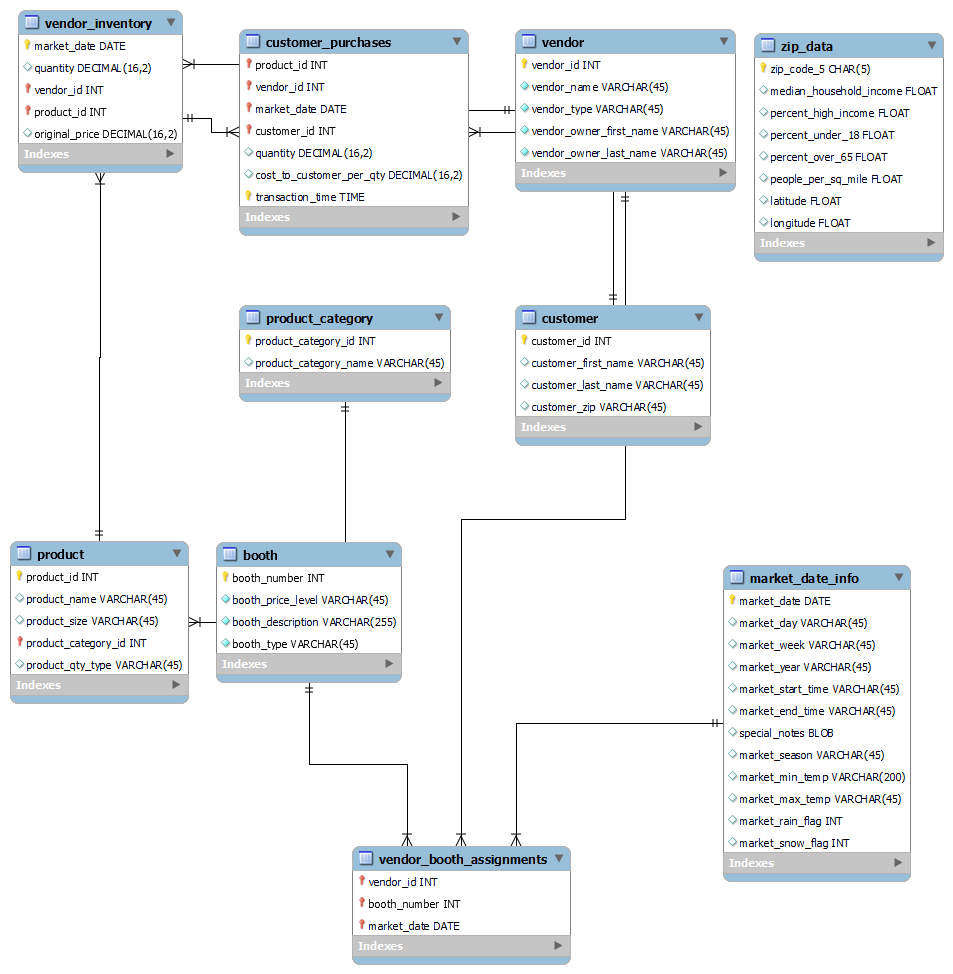 vendor_inventory
market_date DATE
quantity DECIMAL(16,2)
vendor_id INT
product_id INT
original_price DECIMAL(16,2)
Indexes
customer_purchases
product_id INT
vendor_id INT
market_date DATE
customer_id INT
quantity DECIMAL(16,2)
cost_to_customer_per_qty DECIMAL(16,2)
transaction_time TIME
Indexes
vendor
vendor_id INT
vendor_name VARCHAR(45)
vendor_type VARCHAR(45)
vendor_owner_first_name VARCHAR(45)
vendor_owner_last_name VARCHAR(45)
Indexes
zip_data
zip_code_5 CHAR(5)
median_household_income FLOAT
percent_high_income FLOAT
percent_under_18 FLOAT
percent_over_65 FLOAT
people_per_sq_mile FLOAT
latitude FLOAT
longitude FLOAT
Indexes
product_category
product_category_id INT
product_category_name VARCHAR(45)
Indexes
customer
customer_id INT
customer_first_name VARCHAR(45)
customer_last_name VARCHAR(45)
customer_zip VARCHAR(45)
Indexes
product
product_id INT
product_name VARCHAR(45)
product_size VARCHAR(45)
product_category_id INT
product_qty_type VARCHAR(45)
Indexes
booth
booth_number INT
booth_price_level VARCHAR(45)
booth_description VARCHAR(255)
booth_type VARCHAR(45)
Indexes
market_date_info
market_date DATE
market_day VARCHAR(45)
market_week VARCHAR(45)
market_year VARCHAR(45)
market_start_time VARCHAR(45)
market_end_time VARCHAR(45)
special_notes BLOB
market_season VARCHAR(45)
market_min_temp VARCHAR(200)
market_max_temp VARCHAR(45)
market_rain_flag INT
market_snow_flag INT
Indexes
vendor_booth_assignments
vendor_id INT
booth_number INT
market_date DATE
Indexes